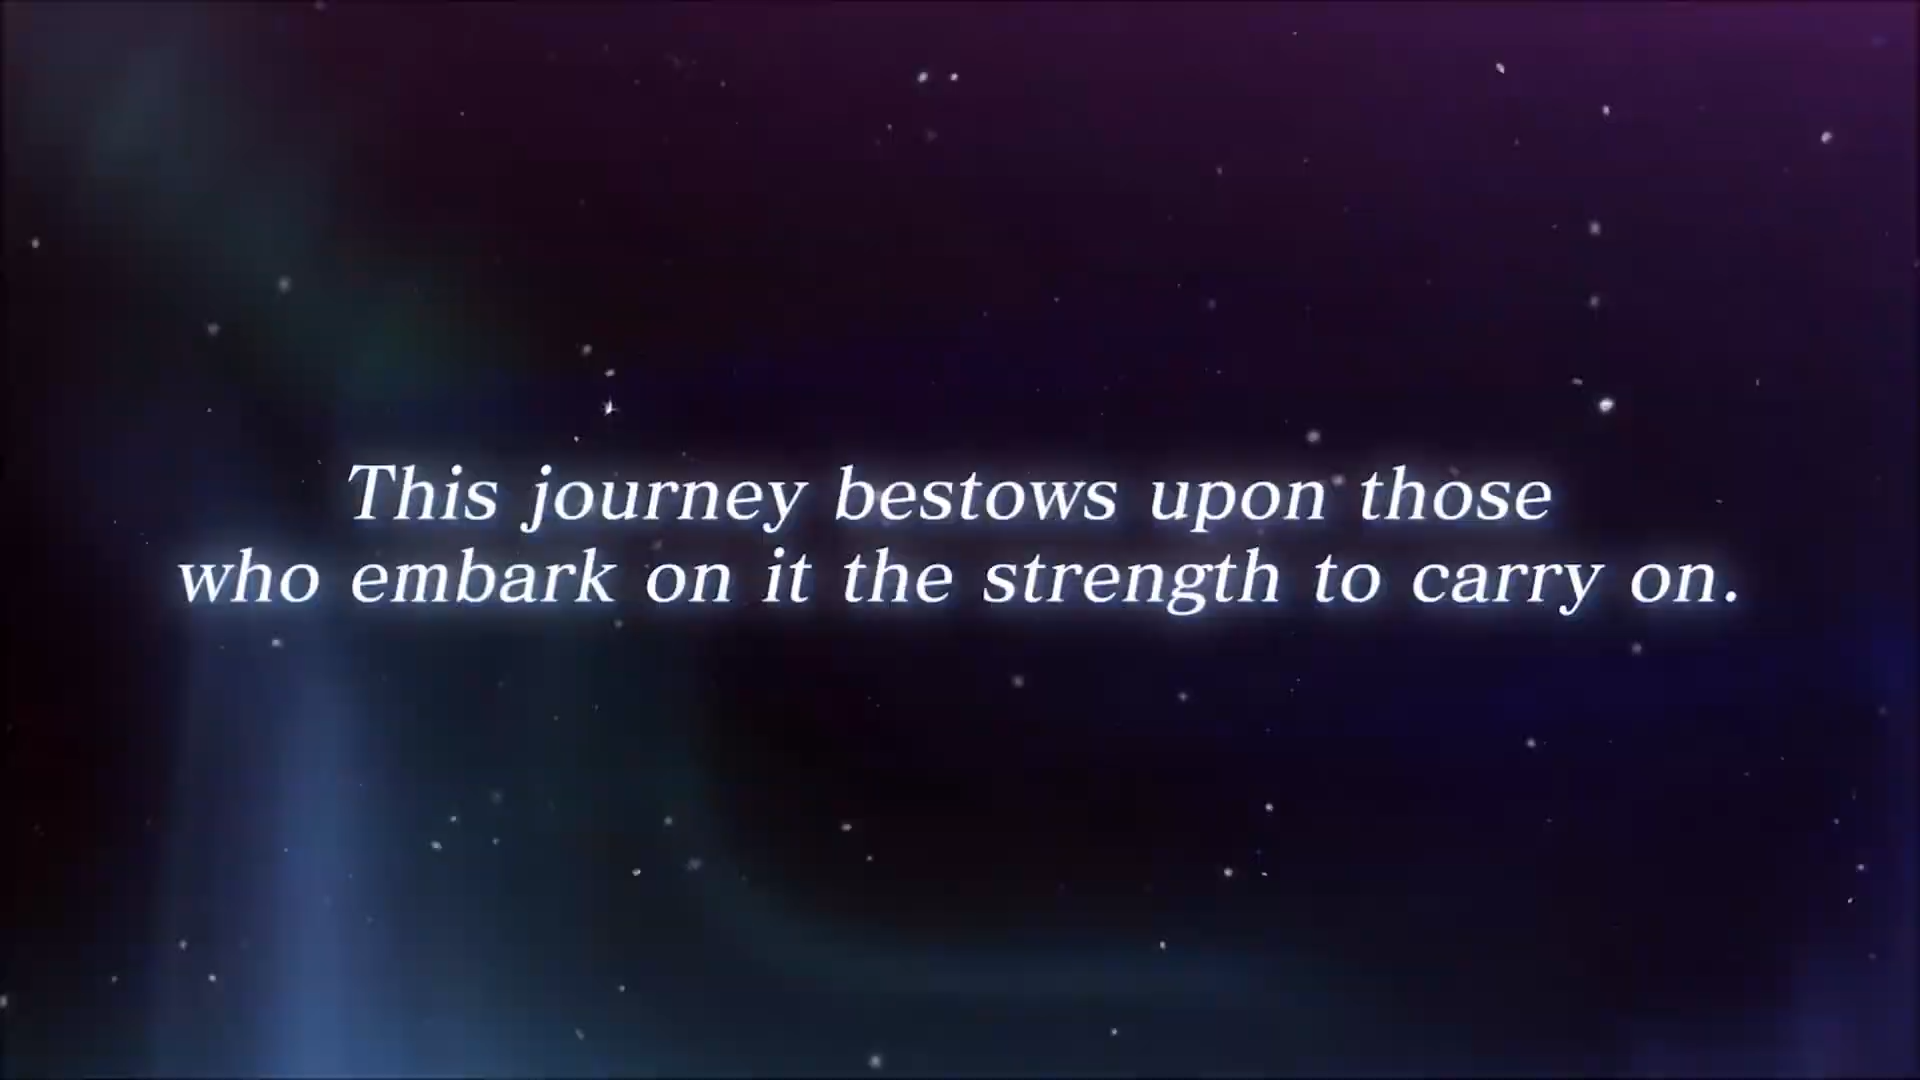 This journey bestows upon those
who embark on it the strength to carry on.